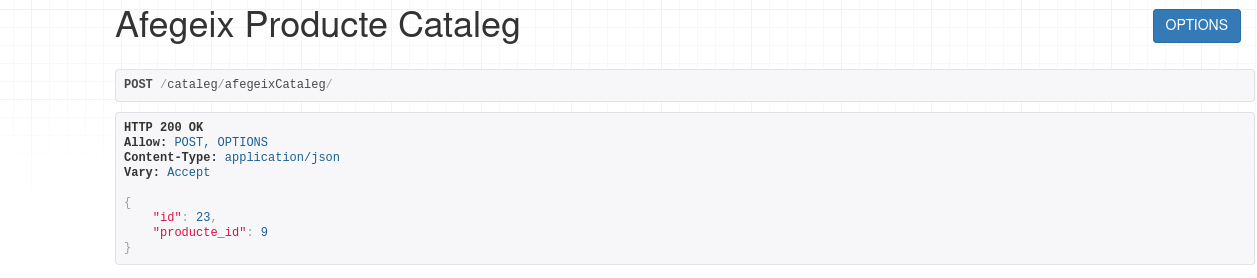 Afegeix Producte Cataleg
OPTIONS
POST /cataleg/afegeixCataleg/
HTTP 200 OK
Allow: POST, OPTIONS
Content-Type: application/json
Vary: Accept
{
    "id": 23,
    "producte_id": 9
}